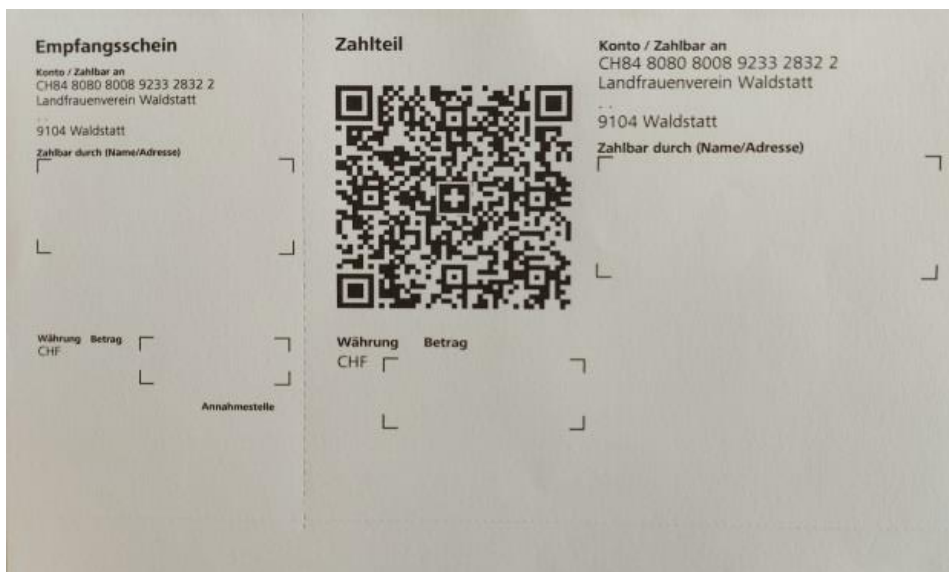 Empfangsschein
Konto / Zahlbar an
CH84 8080 8008 9233 2832 2
Landfrauenverein Waldstatt
. .
9104 Waldstatt
Zahlbar durch (Name/Adresse)
Währung Betrag
CHF
Annahmestelle
Zahlteil
Währung Betrag
CHF
Konto / Zahlbar an
CH84 8080 8008 9233 2832 2
Landfrauenverein Waldstatt
. .
9104 Waldstatt
Zahlbar durch (Name/Adresse)